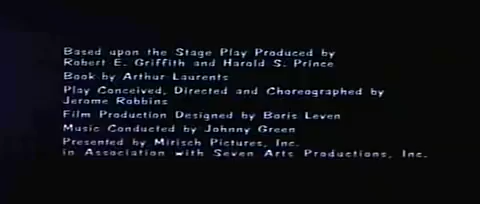 Based upon the Stage Play Produced by
Robert E. Griffith and Harold S. Prince
Book by Arthur Laurents
Play Conceived, Directed and Choreographed by
Jerome Robbins
Film Production Designed by Boris Leven
Music Conducted by Johnny Green
Presented by Mirisch Pictures, Inc.
in Association with Seven Arts Productions, Inc.